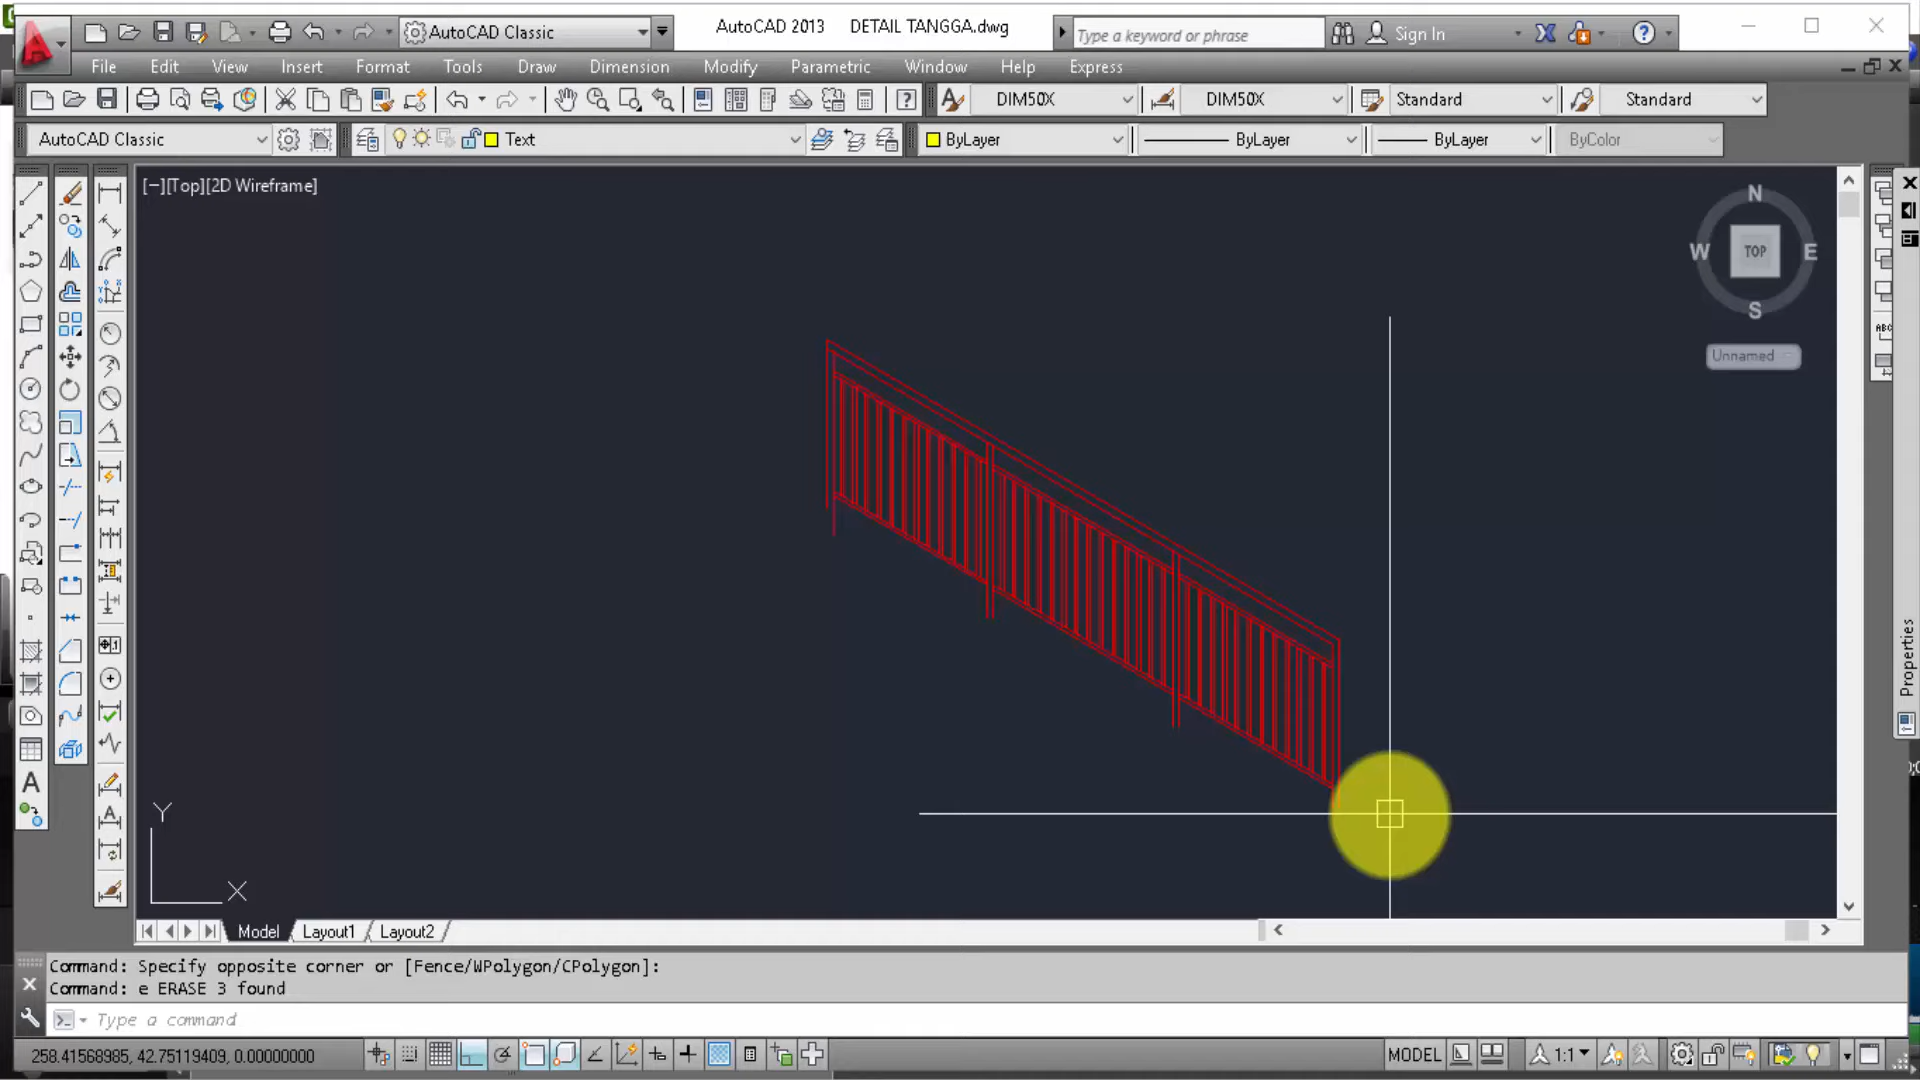 AutoCAD Classic
AutoCAD 2013 DETAIL TANGGA.dwg
Type a keyword or phrase
Sign In
File Edit View Insert Format Tools Draw Dimension Modify Parametric Window Help Express
DIM50X DIM50X Standard Standard
AutoCAD Classic Text ByLayer ByLayer ByLayer ByColor
[−][Top][2D Wireframe]
N
W TOP E
S
Unnamed
ABC
Properties
A
A
Y
X
Model Layout1 Layout2
Command: Specify opposite corner or [Fence/WPolygon/CPolygon]:
Command: e ERASE 3 found
Type a command
258.41568985, 42.75119409, 0.00000000
MODEL 1:1